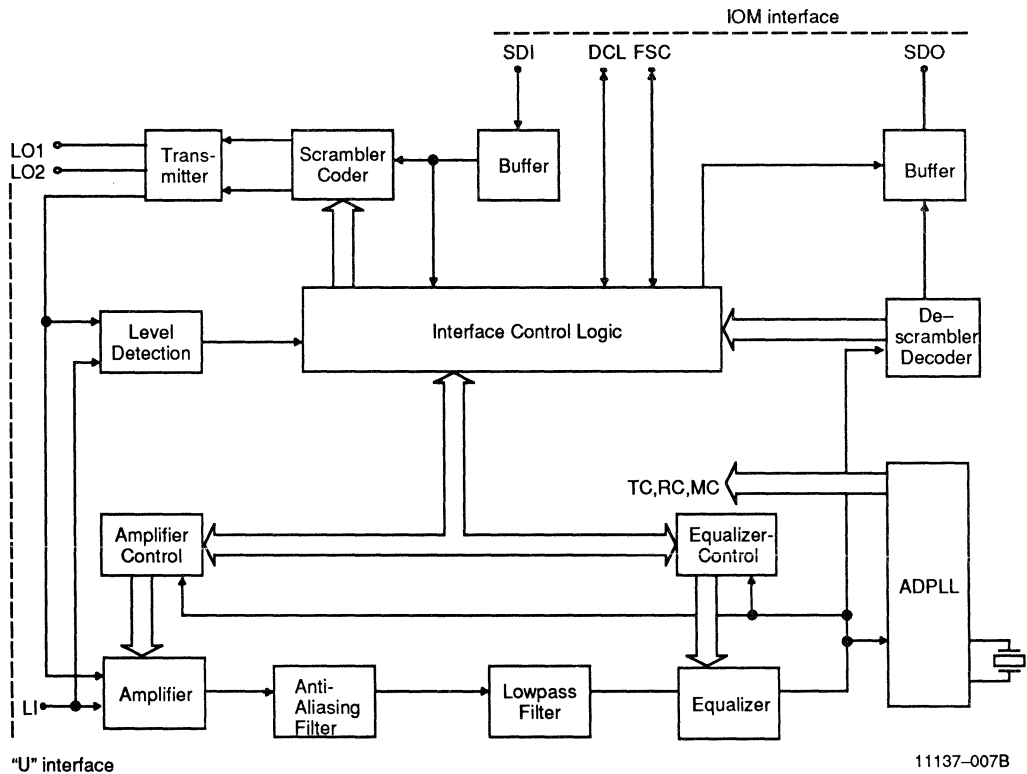 IOM interface
SDI
DCL FSC
SDO
LO1
LO2
Trans-
mitter
Scrambler
Coder
Buffer
Buffer
Level
Detection
Interface Control Logic
De–
scrambler
Decoder
TC,RC,MC
Amplifier
Control
Equalizer-
Control
ADPLL
LI
Amplifier
Anti-
Aliasing
Filter
Lowpass
Filter
Equalizer
"U" interface
11137–007B